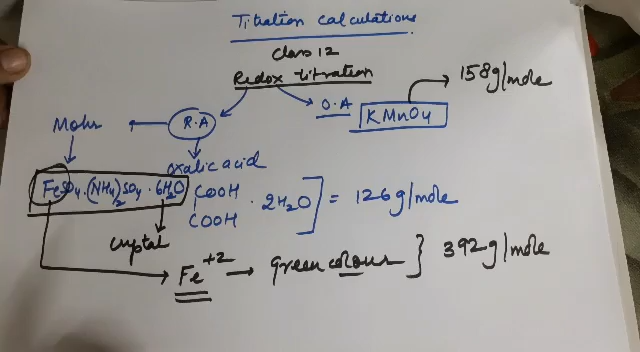 Titration calculations
Class 12
Redox titration
158g/mole
O.A
KMnO4
Mohr
R.A
oxalic acid
FeSO4.(NH4)2SO4.6H2O
COOH
COOH
. 2H2O ] = 126g/mole
crystal
Fe+2 → green colour } 392g/mole